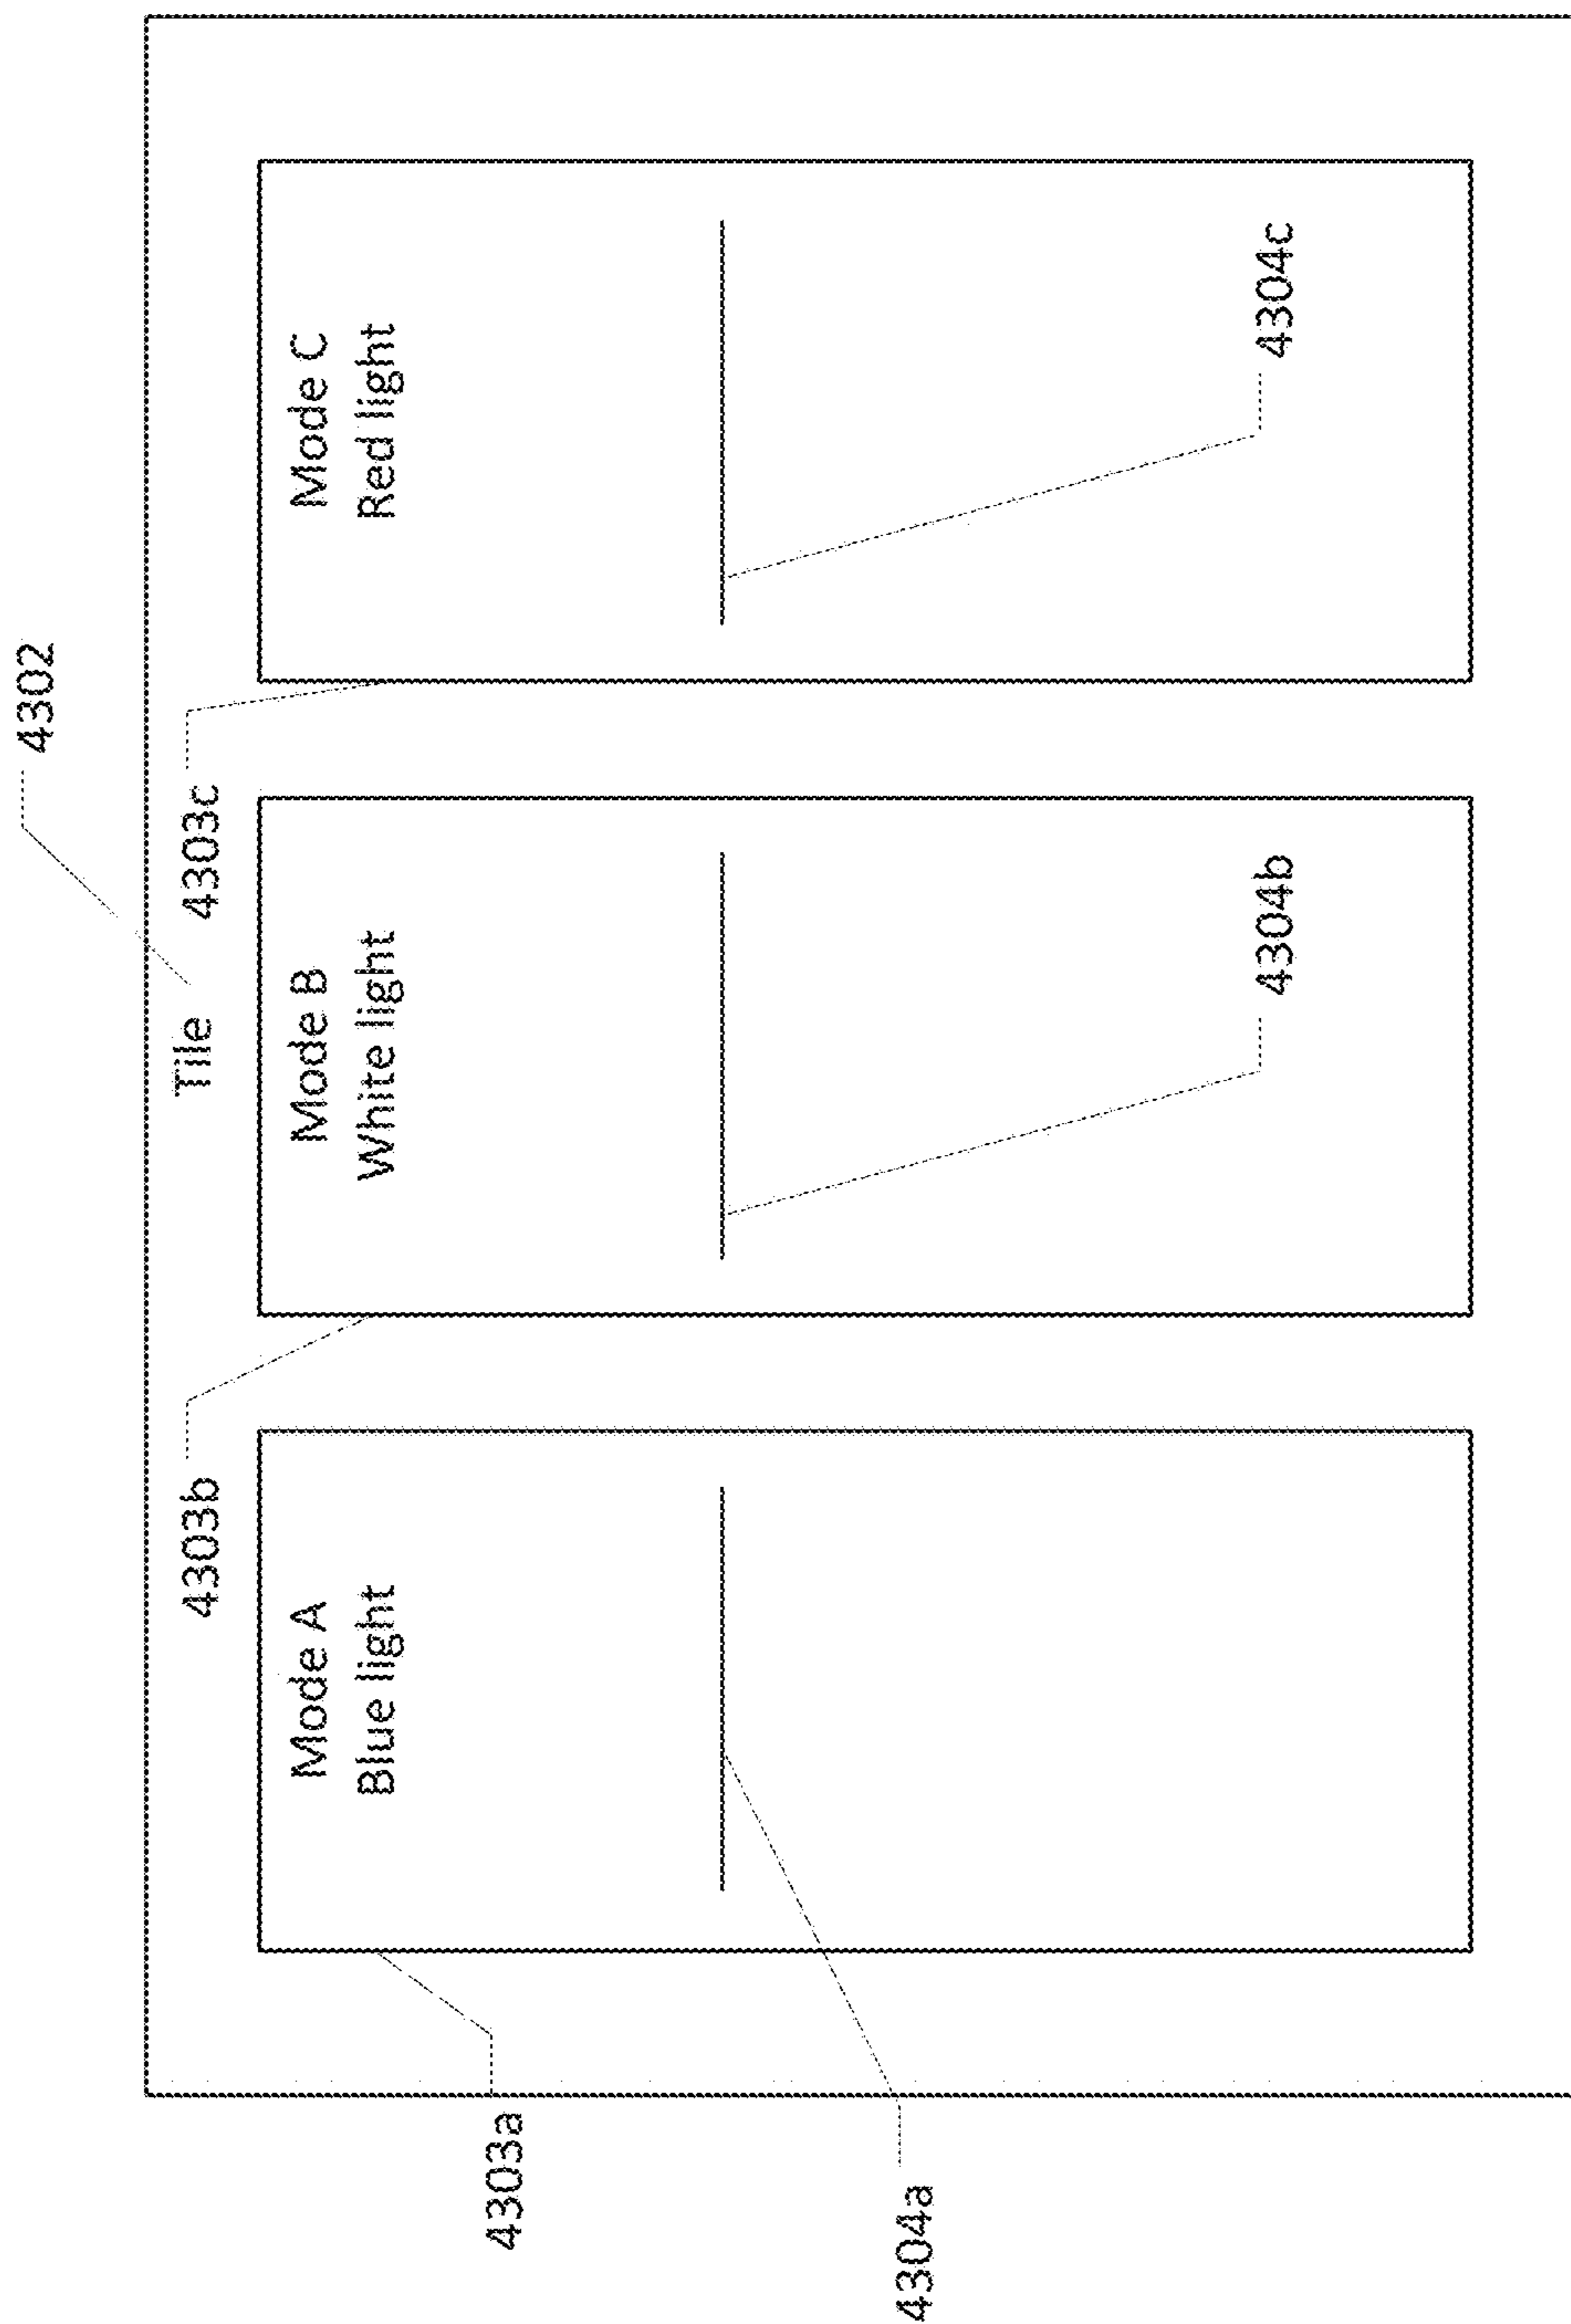 4302
Tile
4303c
4303b
Mode A
Blue light
Mode B
White light
Mode C
Red light
4303a
4304a
4304b
4304c